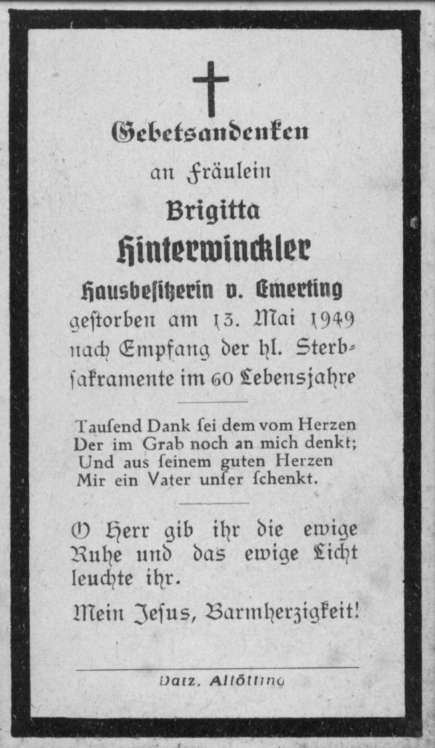 Gebetsandenken
an Fräulein
Brigitta
Hinterwinckler
Hausbesitzerin v. Emerting
gestorben am 13. Mai 1949
nach Empfang der hl. Sterb-
sakramente im 60 Lebensjahre
Tausend Dank sei dem vom Herzen
Der im Grab noch an mich denkt;
Und aus seinem guten Herzen
Mir ein Vater unser schenkt.
O Herr gib ihr die ewige
Ruhe und das ewige Licht
leuchte ihr.
Mein Jesus, Barmherzigkeit!
Datz. Altötting